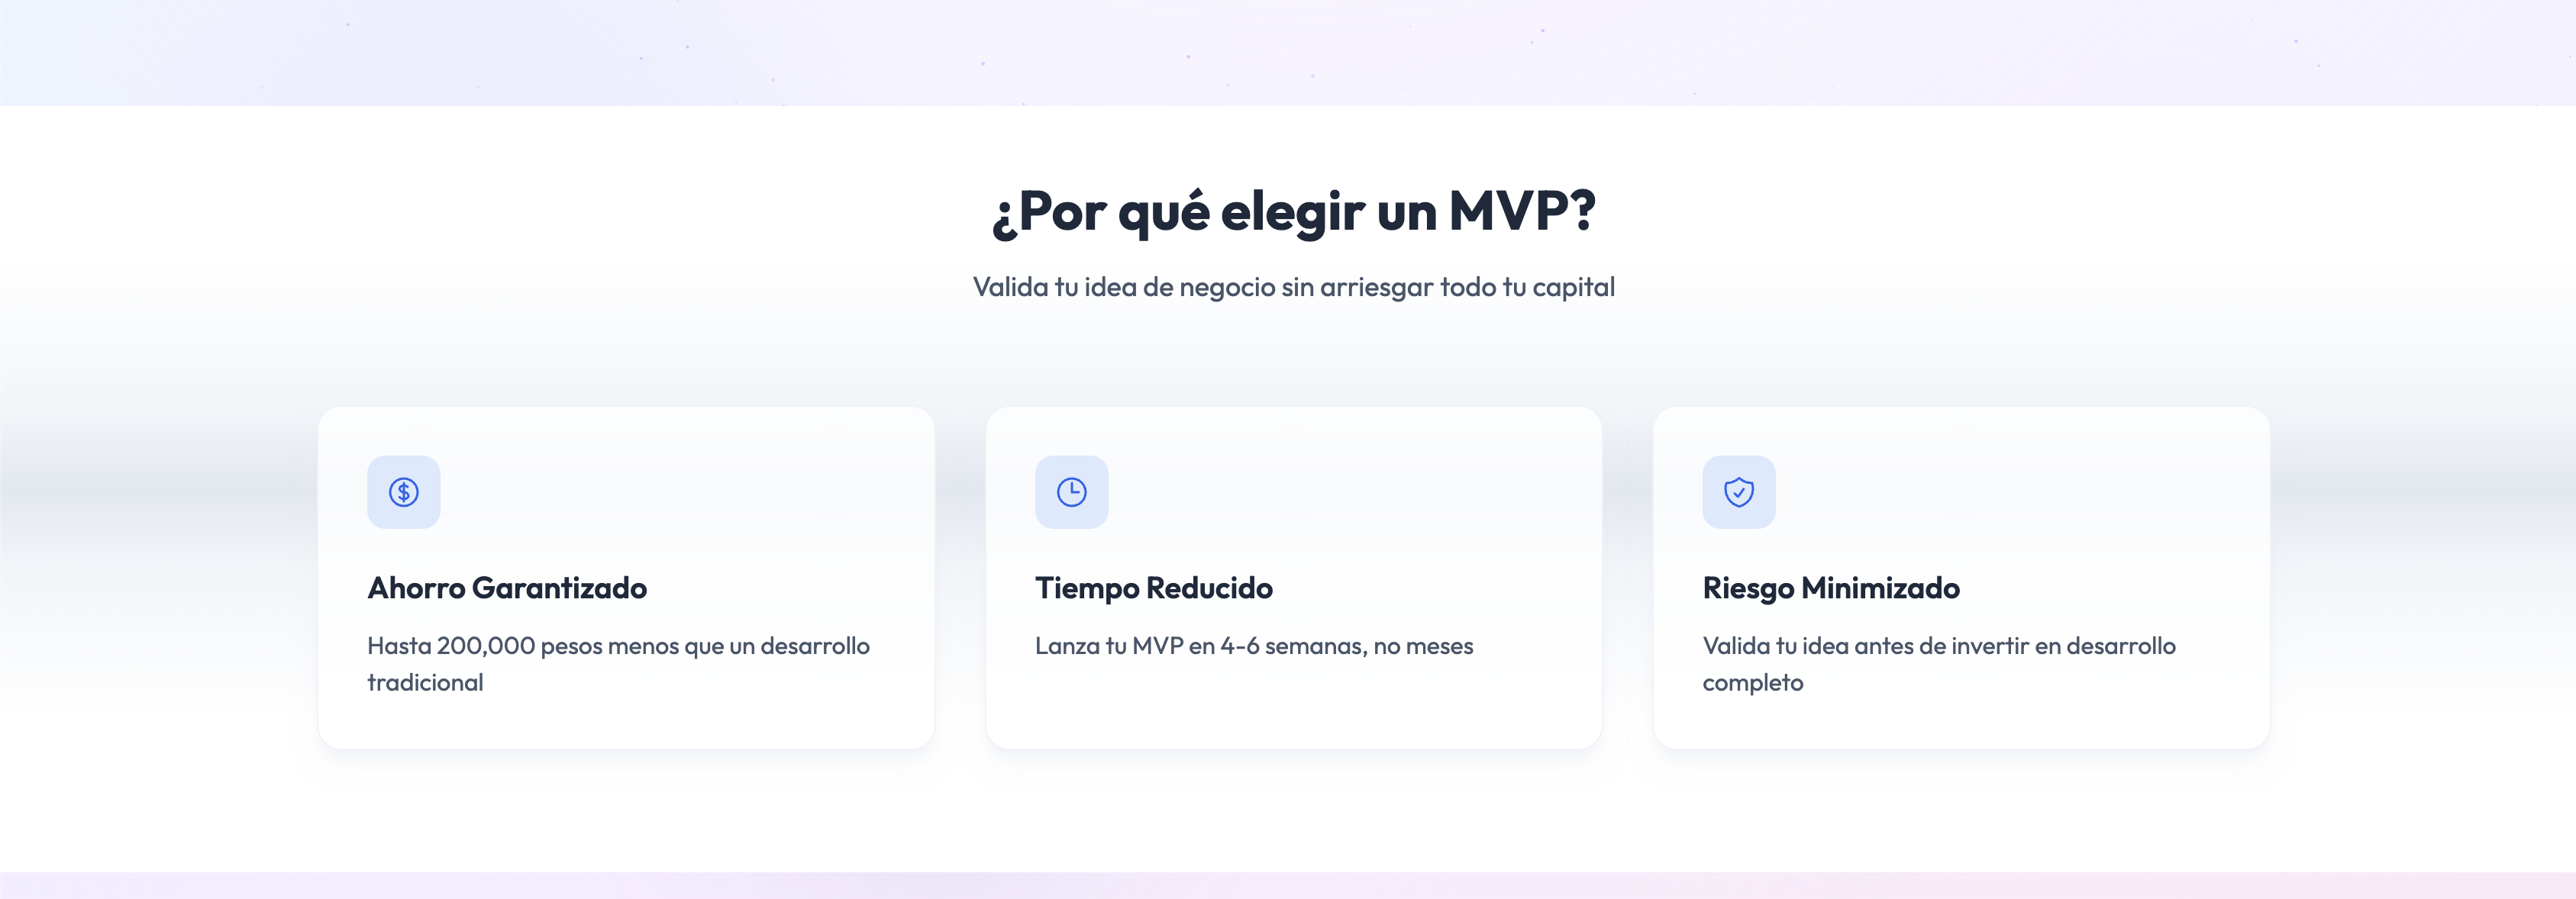 ¿Por qué elegir un MVP?
Valida tu idea de negocio sin arriesgar todo tu capital
Ahorro Garantizado
Hasta 200,000 pesos menos que un desarrollo
tradicional
Tiempo Reducido
Lanza tu MVP en 4-6 semanas, no meses
Riesgo Minimizado
Valida tu idea antes de invertir en desarrollo
completo